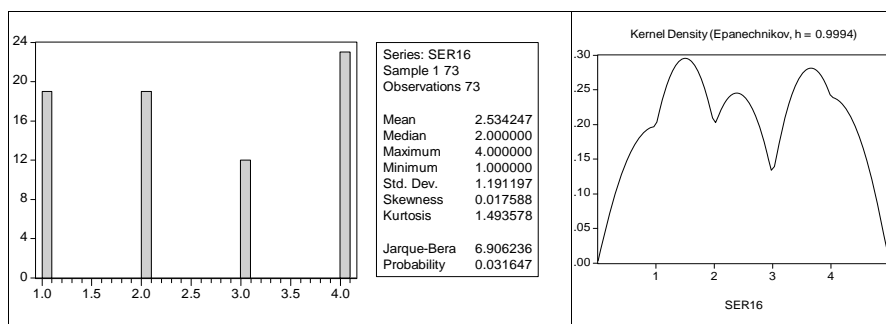 24
20
16
12
8
4
0
1.0 1.5 2.0 2.5 3.0 3.5 4.0
Series: SER16
Sample 1 73
Observations 73
Mean 2.534247
Median 2.000000
Maximum 4.000000
Minimum 1.000000
Std. Dev. 1.191197
Skewness 0.017588
Kurtosis 1.493578
Jarque-Bera 6.906236
Probability 0.031647
Kernel Density (Epanechnikov, h = 0.9994)
.30
.25
.20
.15
.10
.05
.00
1 2 3 4
SER16